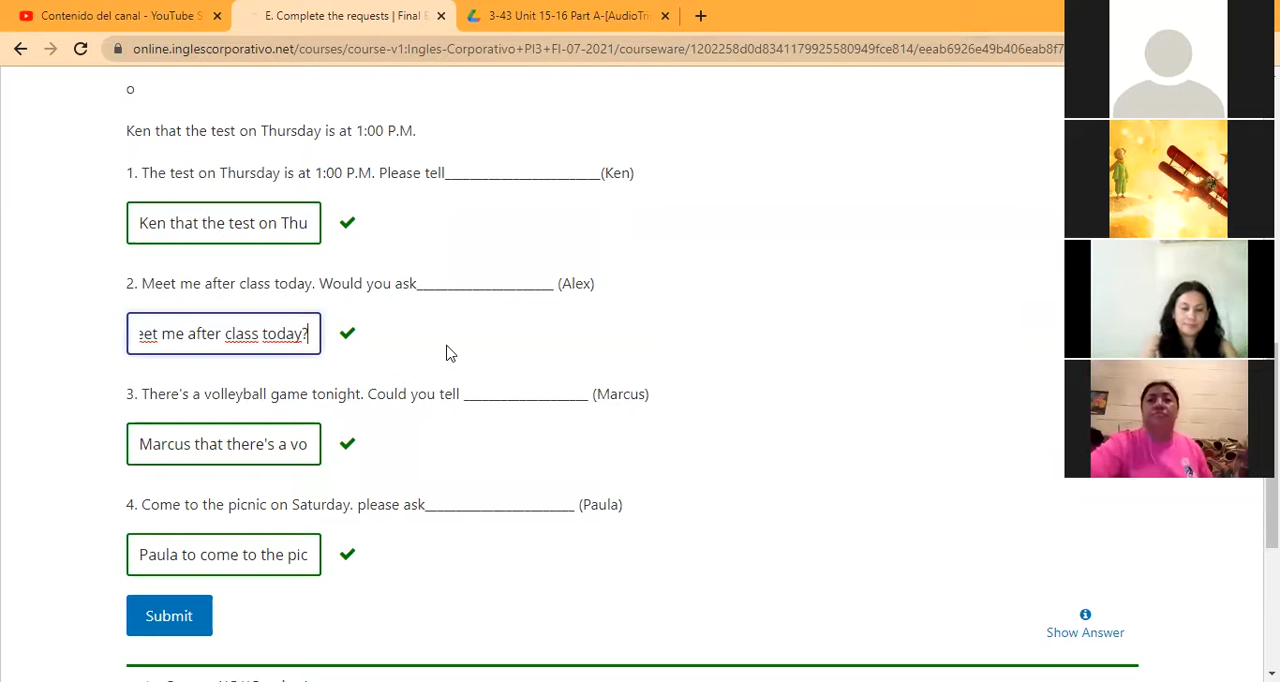 Contenido del canal - YouTube S
E. Complete the requests | Final E
3-43 Unit 15-16 Part A-[AudioTri
online.inglescorporativo.net/courses/course-v1:Ingles-Corporativo+PI3+FI-07-2021/courseware/1202258d0d8341179925580949fce814/eeab6926e49b406eab8f7
o
Ken that the test on Thursday is at 1:00 P.M.
1. The test on Thursday is at 1:00 P.M. Please tell______________________(Ken)
Ken that the test on Thu
2. Meet me after class today. Would you ask___________________ (Alex)
eet me after class today?
3. There's a volleyball game tonight. Could you tell _________________ (Marcus)
Marcus that there's a vo
4. Come to the picnic on Saturday. please ask_____________________ (Paula)
Paula to come to the pic
Submit
Show Answer